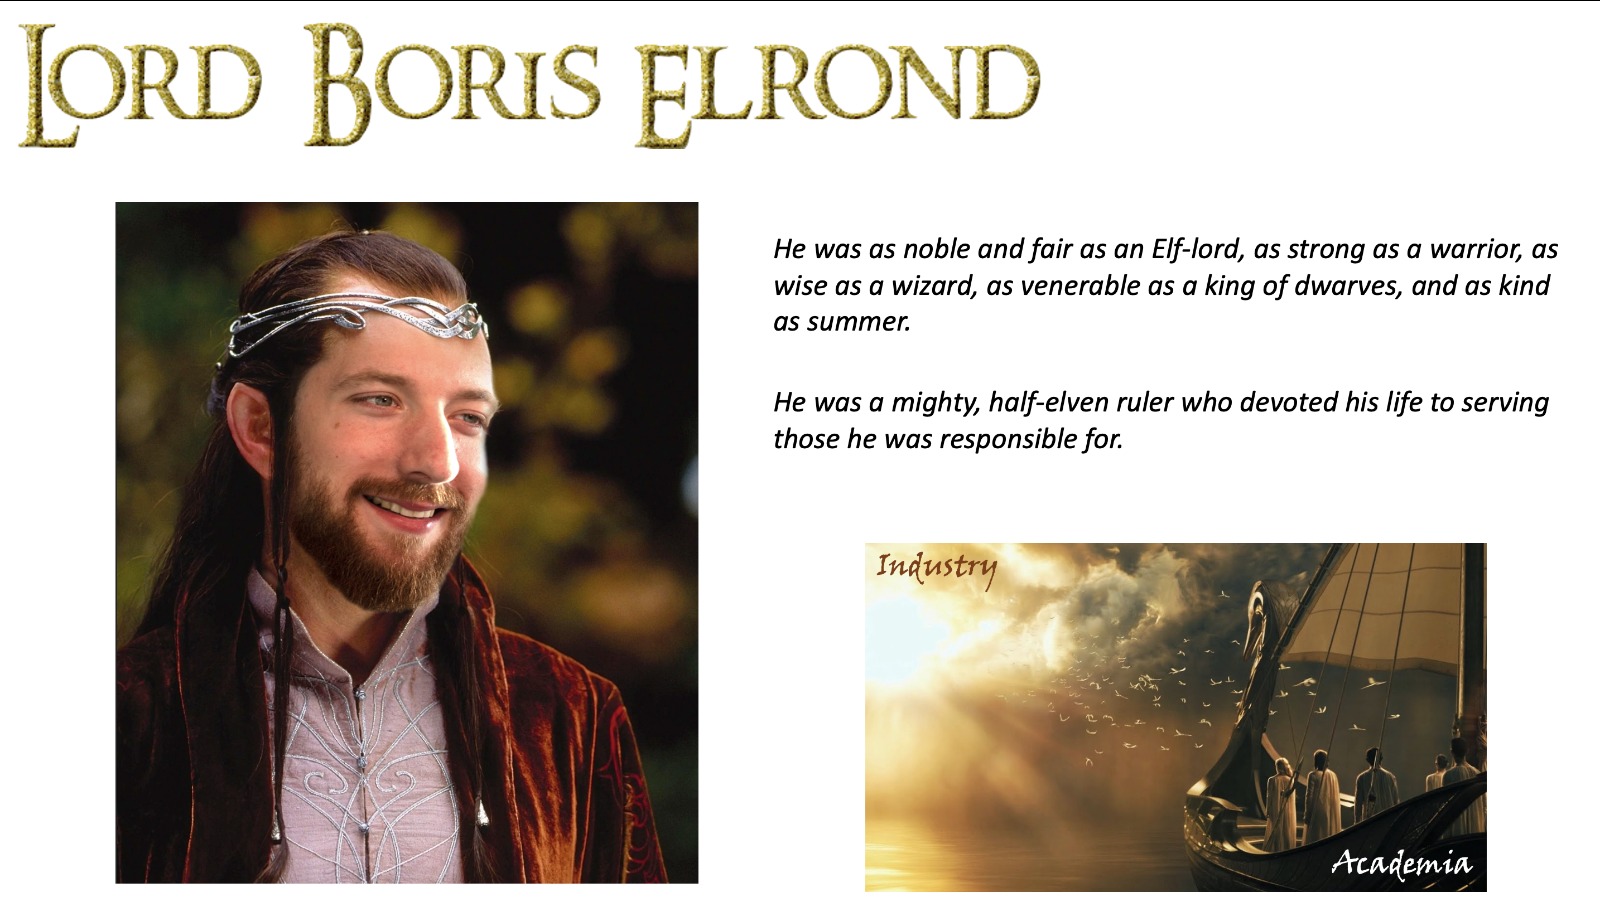 Lord Boris Elrond
He was as noble and fair as an Elf-lord, as strong as a warrior, as
wise as a wizard, as venerable as a king of dwarves, and as kind
as summer.
He was a mighty, half-elven ruler who devoted his life to serving
those he was responsible for.
Industry
Academia